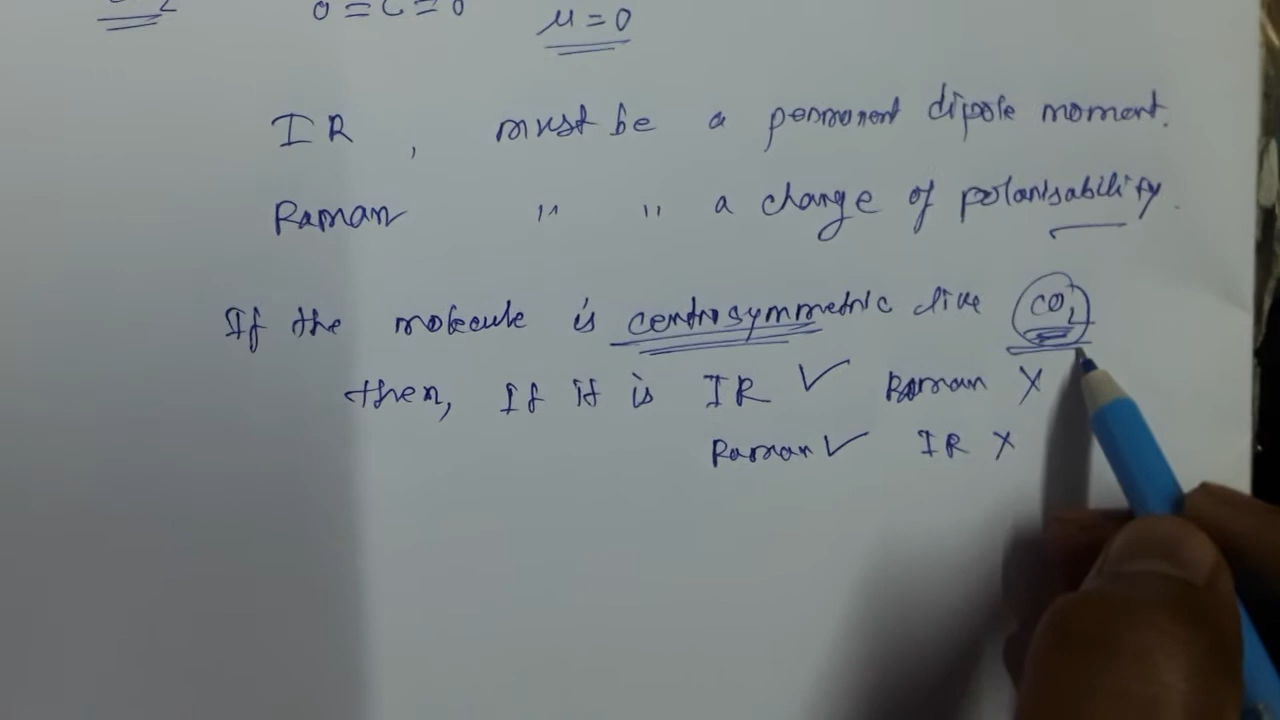 O=C=O μ=0
IR, must be a permanent dipole moment.
Raman " " a change of polarisability.
If the molecule is centrosymmetric like CO2
then, If it is IR ✓ Raman X
Raman ✓ IR X